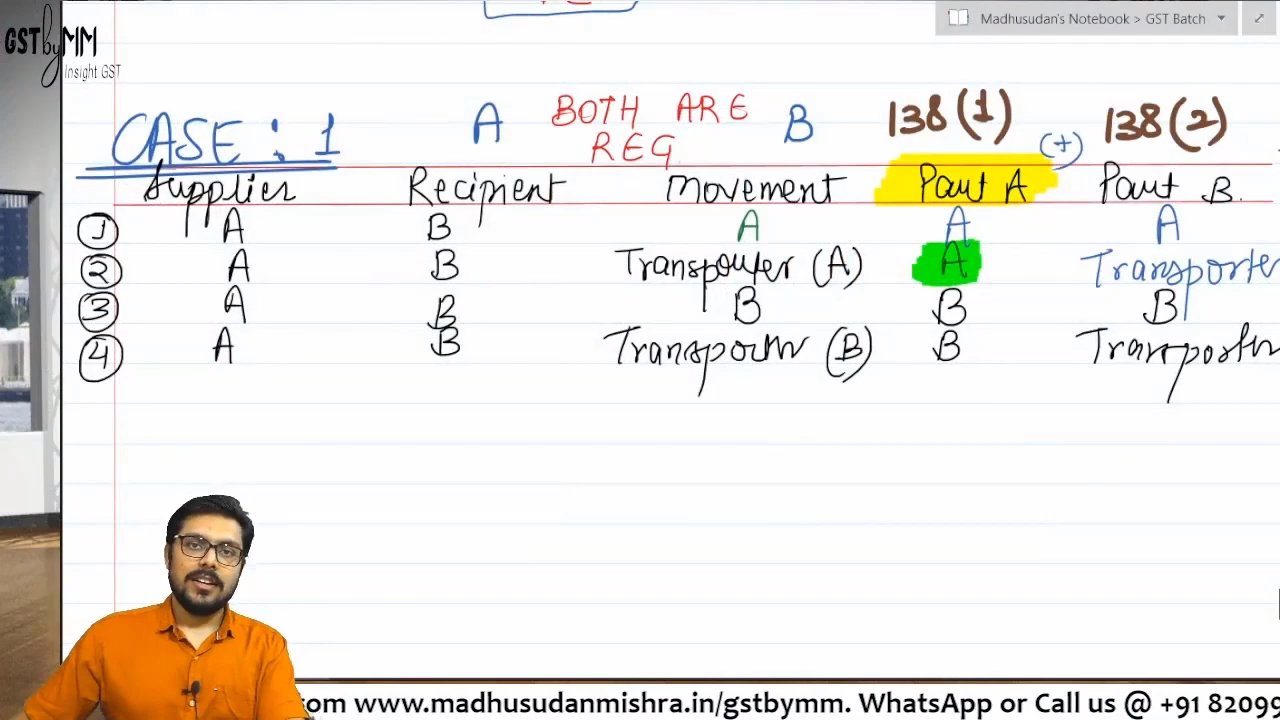 Madhusudan's Notebook > GST Batch
GST by MM
Insight GST
CASE : 1 A BOTH ARE REG B 138(1) (+) 138(2)
Supplier Recipient Movement Part A Part B.
1 A B A A A
2 A B Transporter (A) A Transporter
3 A B B B B
4 A B Transporter (B) B Transporter
com www.madhusudanmishra.in/gstbymm. WhatsApp or Call us @ +91 8209